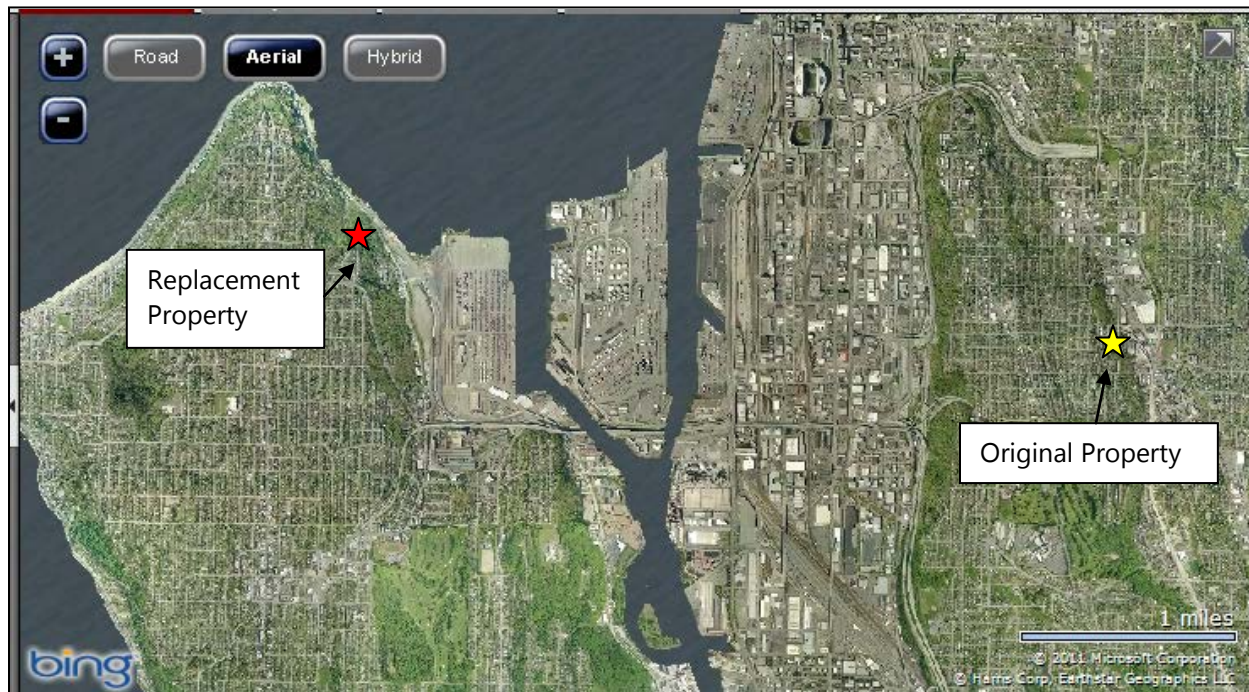 +
Road
Aerial
Hybrid
-
Replacement
Property
Original Property
1 miles
bing
© 2011 Microsoft Corporation
© Harris Corp, Earthstar Geographics LLC